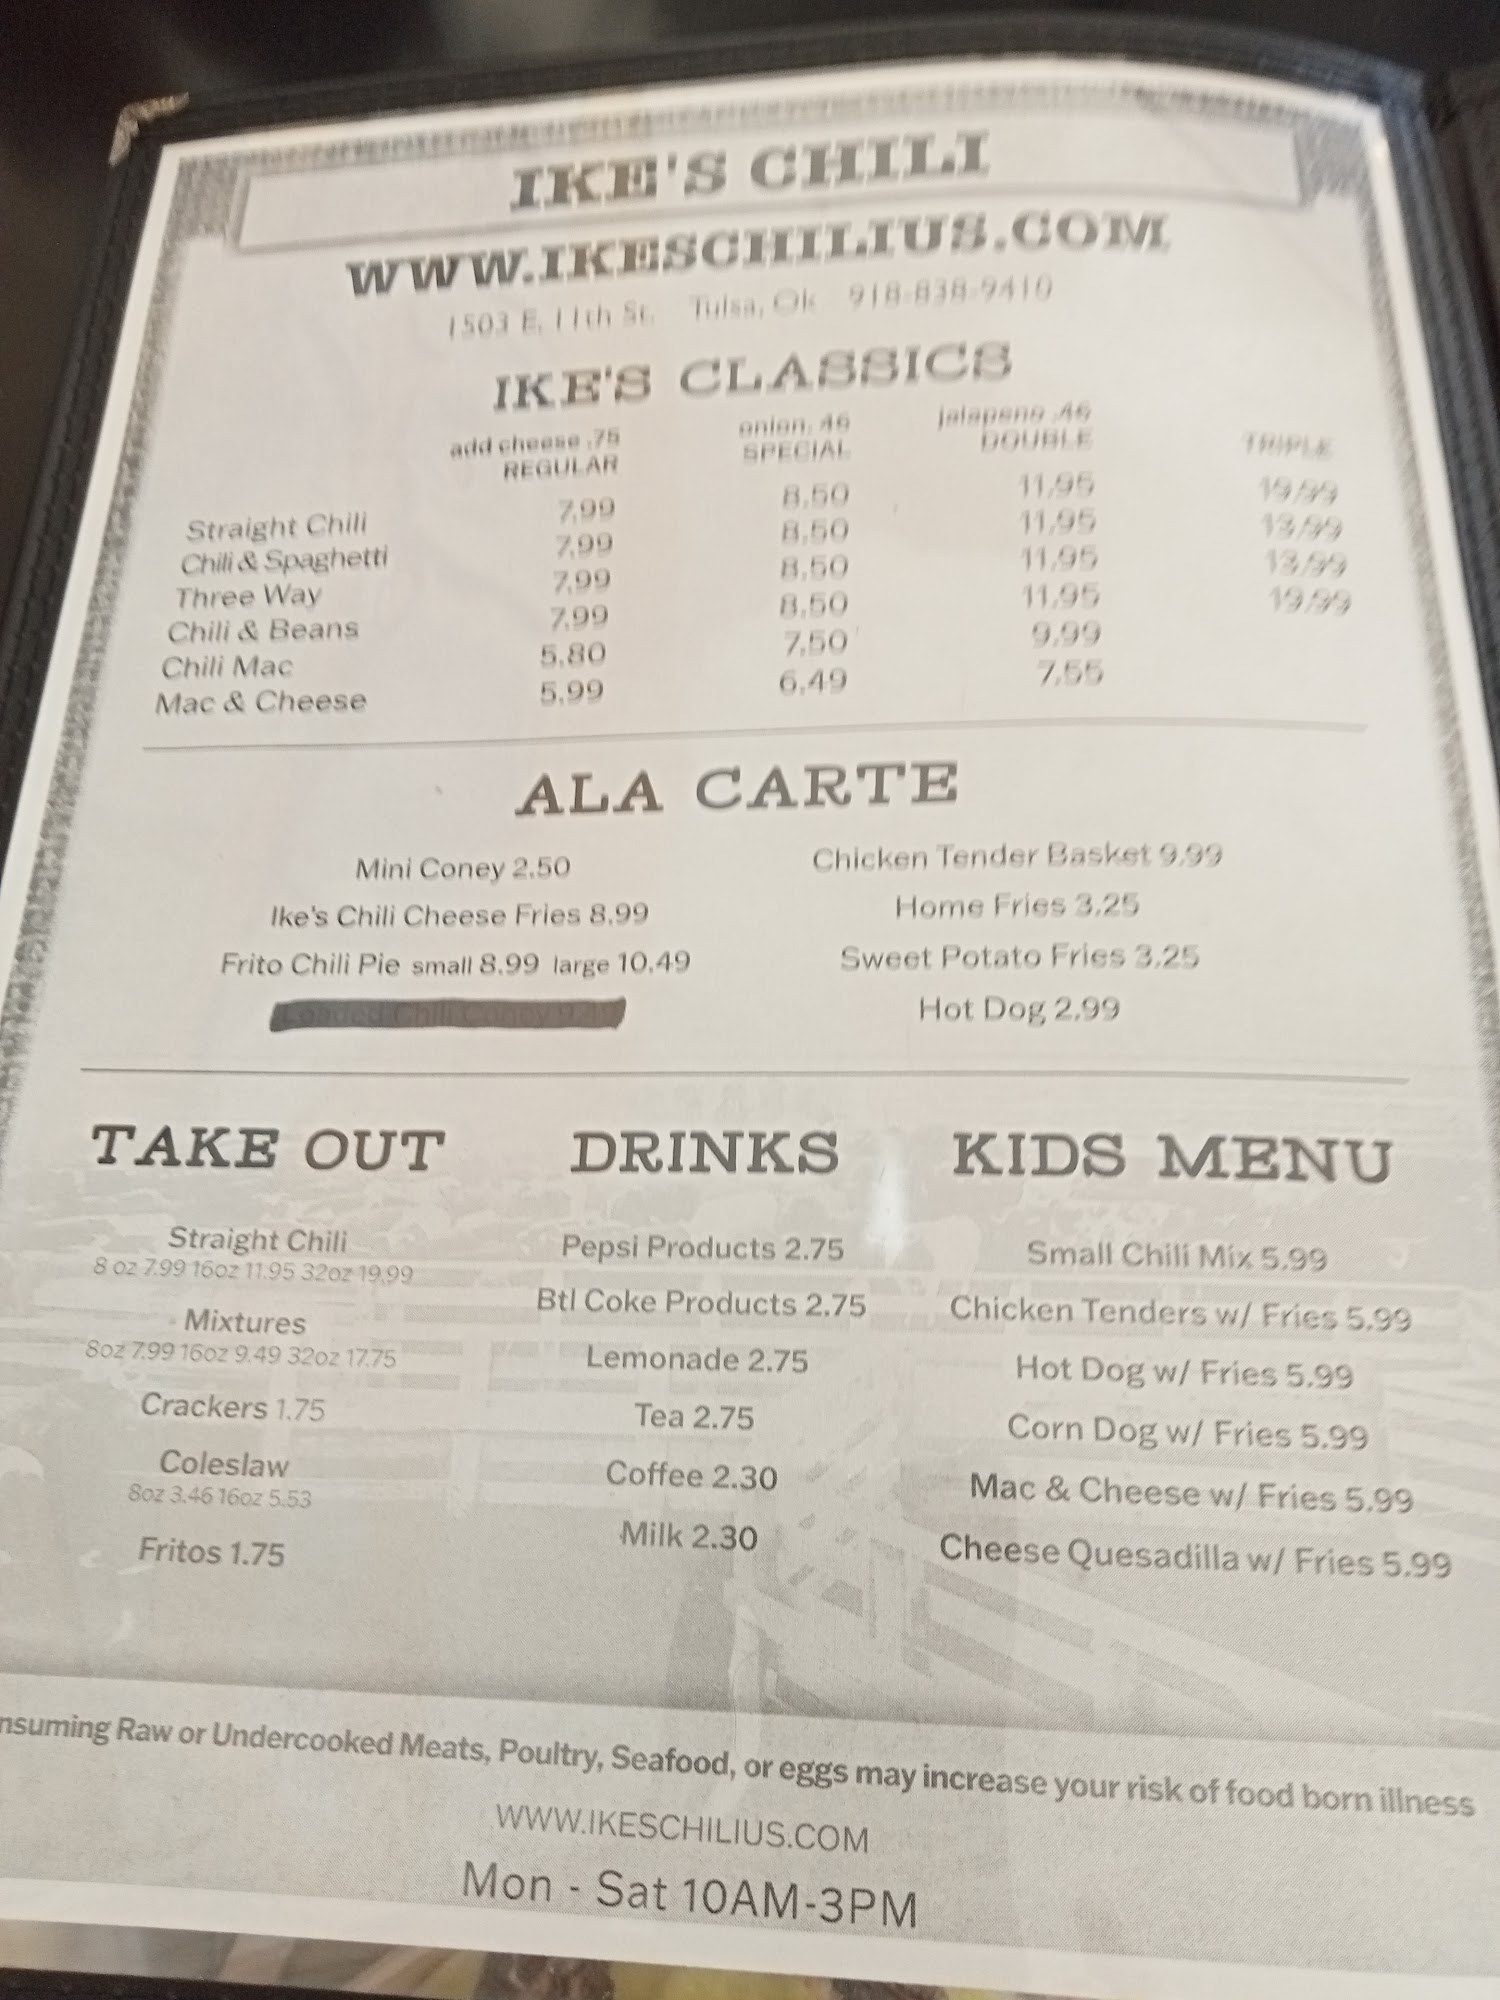 IKE'S CHILI
WWW.IKESCHILIUS.COM
1503 E. 11th St. Tulsa, Ok 918-838-9410
IKE'S CLASSICS
add cheese .75 onion .46 jalapeno .46
REGULAR SPECIAL DOUBLE TRIPLE
Straight Chili 7.99 8.50 11.95
Chili & Spaghetti 7.99 8.50 11.95
Three Way 7.99 8.50 11.95
Chili & Beans 7.99 8.50 11.95
Chili Mac 5.80 7.50 9.99
Mac & Cheese 5.99 6.49 7.55
ALA CARTE
Mini Coney 2.50 Chicken Tender Basket 9.99
Ike's Chili Cheese Fries 8.99 Home Fries 3.25
Frito Chili Pie small 8.99 large 10.49 Sweet Potato Fries 3.25
Loaded Chili Coney Hot Dog 2.99
TAKE OUT DRINKS KIDS MENU
Straight Chili
8 oz 7.99 16oz 11.95 32oz 19.99
Mixtures
8oz 7.99 16oz 9.49 32oz 17.75
Crackers 1.75
Coleslaw
8oz 3.46 16oz 5.53
Fritos 1.75
Pepsi Products 2.75
Btl Coke Products 2.75
Lemonade 2.75
Tea 2.75
Coffee 2.30
Milk 2.30
Small Chili Mix 5.99
Chicken Tenders w/ Fries 5.99
Hot Dog w/ Fries 5.99
Corn Dog w/ Fries 5.99
Mac & Cheese w/ Fries 5.99
Cheese Quesadilla w/ Fries 5.99
nsuming Raw or Undercooked Meats, Poultry, Seafood, or eggs may increase your risk of food born illness
WWW.IKESCHILIUS.COM
Mon - Sat 10AM-3PM